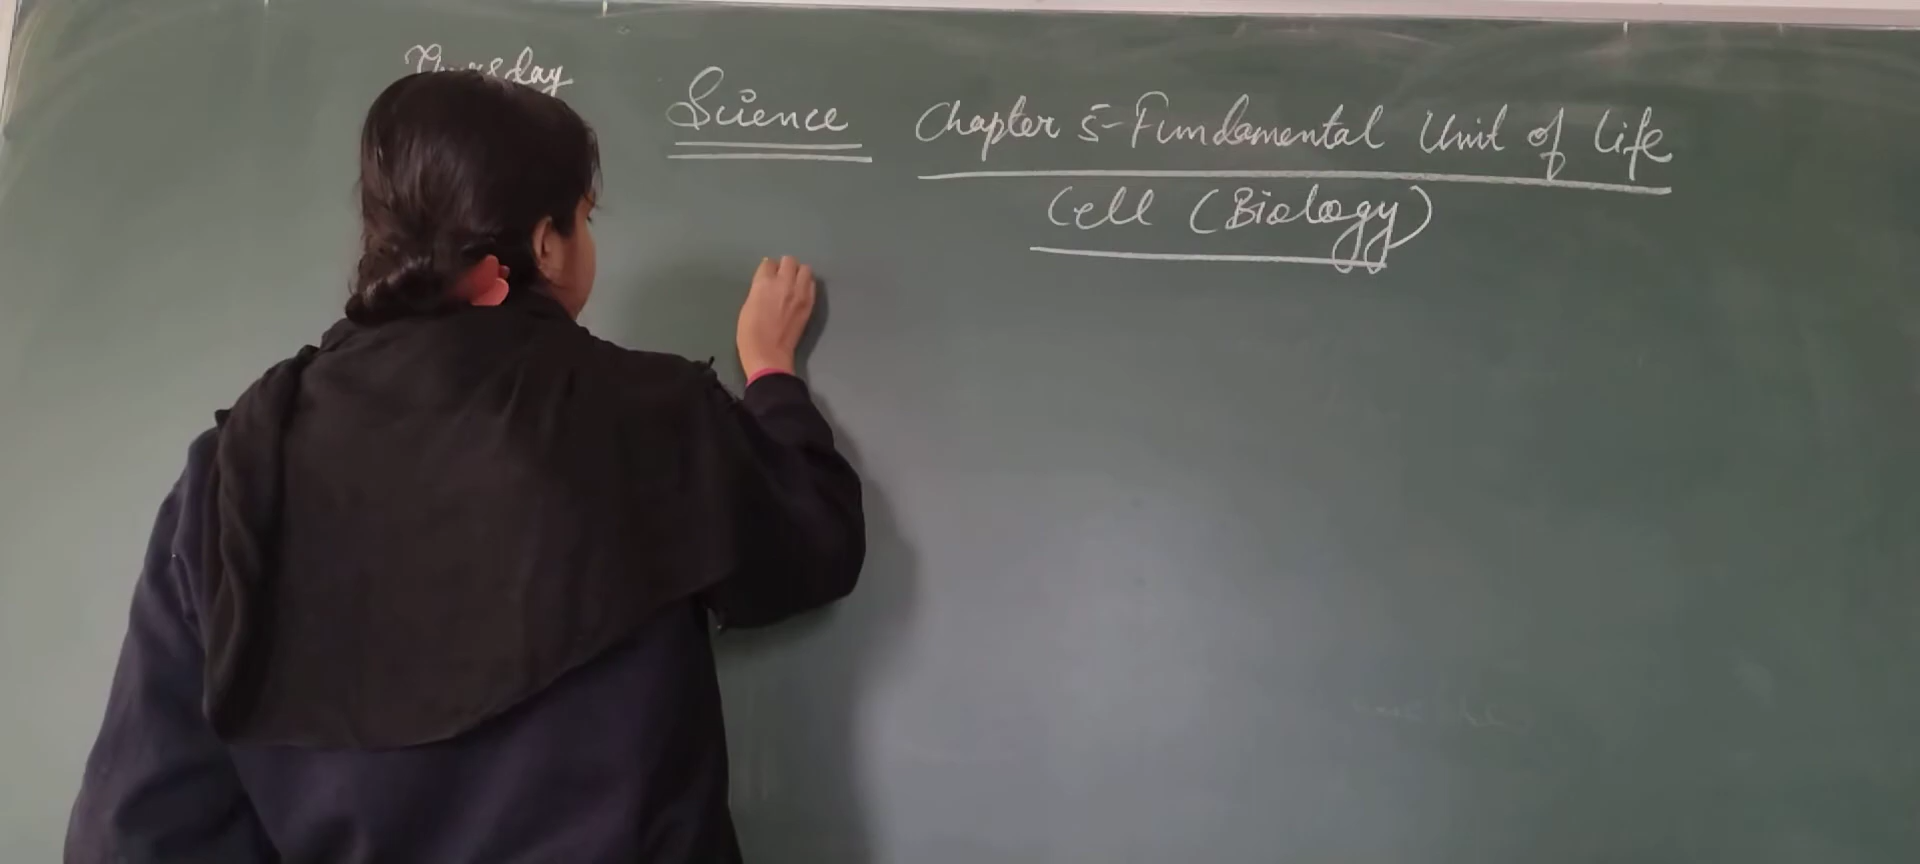 Thursday
Science Chapter 5-Fundamental Unit of Life
Cell (Biology)